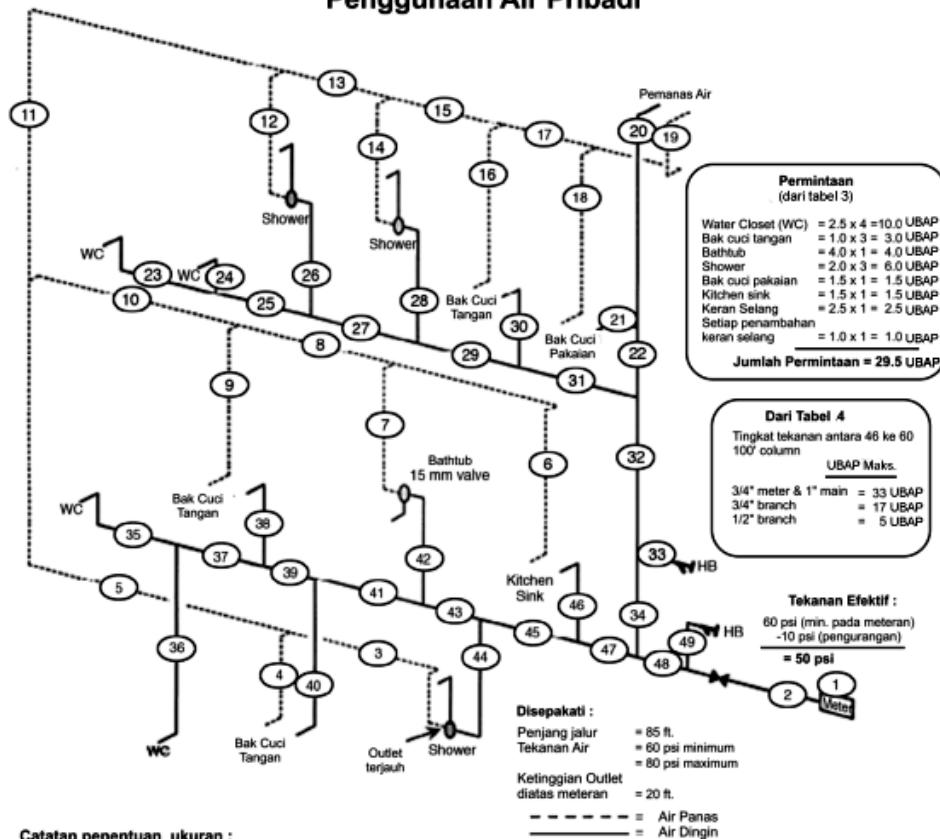 Penggunaan Air Pribadi
13
Pemanas Air
11
12
15
20
19
17
14
16
18
Permintaan
(dari tabel 3)
Water Closet (WC) = 2.5 x 4 =10.0 UBAP
Bak cuci tangan = 1.0 x 3 = 3.0 UBAP
Bathtub = 4.0 x 1 = 4.0 UBAP
Shower = 2.0 x 3 = 6.0 UBAP
Bak cuci pakaian = 1.5 x 1 = 1.5 UBAP
Kitchen sink = 1.5 x 1 = 1.5 UBAP
Keran Selang = 2.5 x 1 = 2.5 UBAP
Setiap penambahan
keran selang = 1.0 x 1 = 1.0 UBAP
Jumlah Permintaan = 29.5 UBAP
Shower
Shower
WC
23
WC
24
26
10
25
28
Bak Cuci
Tangan
30
21
Bak Cuci
Pakaian
22
27
8
29
31
9
7
6
32
Dari Tabel .4
Tingkat tekanan antara 46 ke 60
100' column
UBAP Maks.
3/4" meter & 1" main = 33 UBAP
3/4" branch = 17 UBAP
1/2" branch = 5 UBAP
Bathtub
15 mm valve
Bak Cuci
Tangan
WC
35
38
37
39
42
33
HB
5
41
43
Kitchen
Sink
46
34
Tekanan Efektif :
60 psi (min. pada meteran)
-10 psi (pengurangan)
= 50 psi
36
3
44
45
47
48
49
HB
4
40
2
1
Meter
WC
Bak Cuci
Tangan
Outlet
terjauh
Shower
Disepakati :
Penjang jalur = 85 ft.
Tekanan Air = 60 psi minimum
= 80 psi maximum
Ketinggian Outlet
diatas meteran = 20 ft.
= Air Panas
= Air Dingin
Catatan penentuan ukuran :